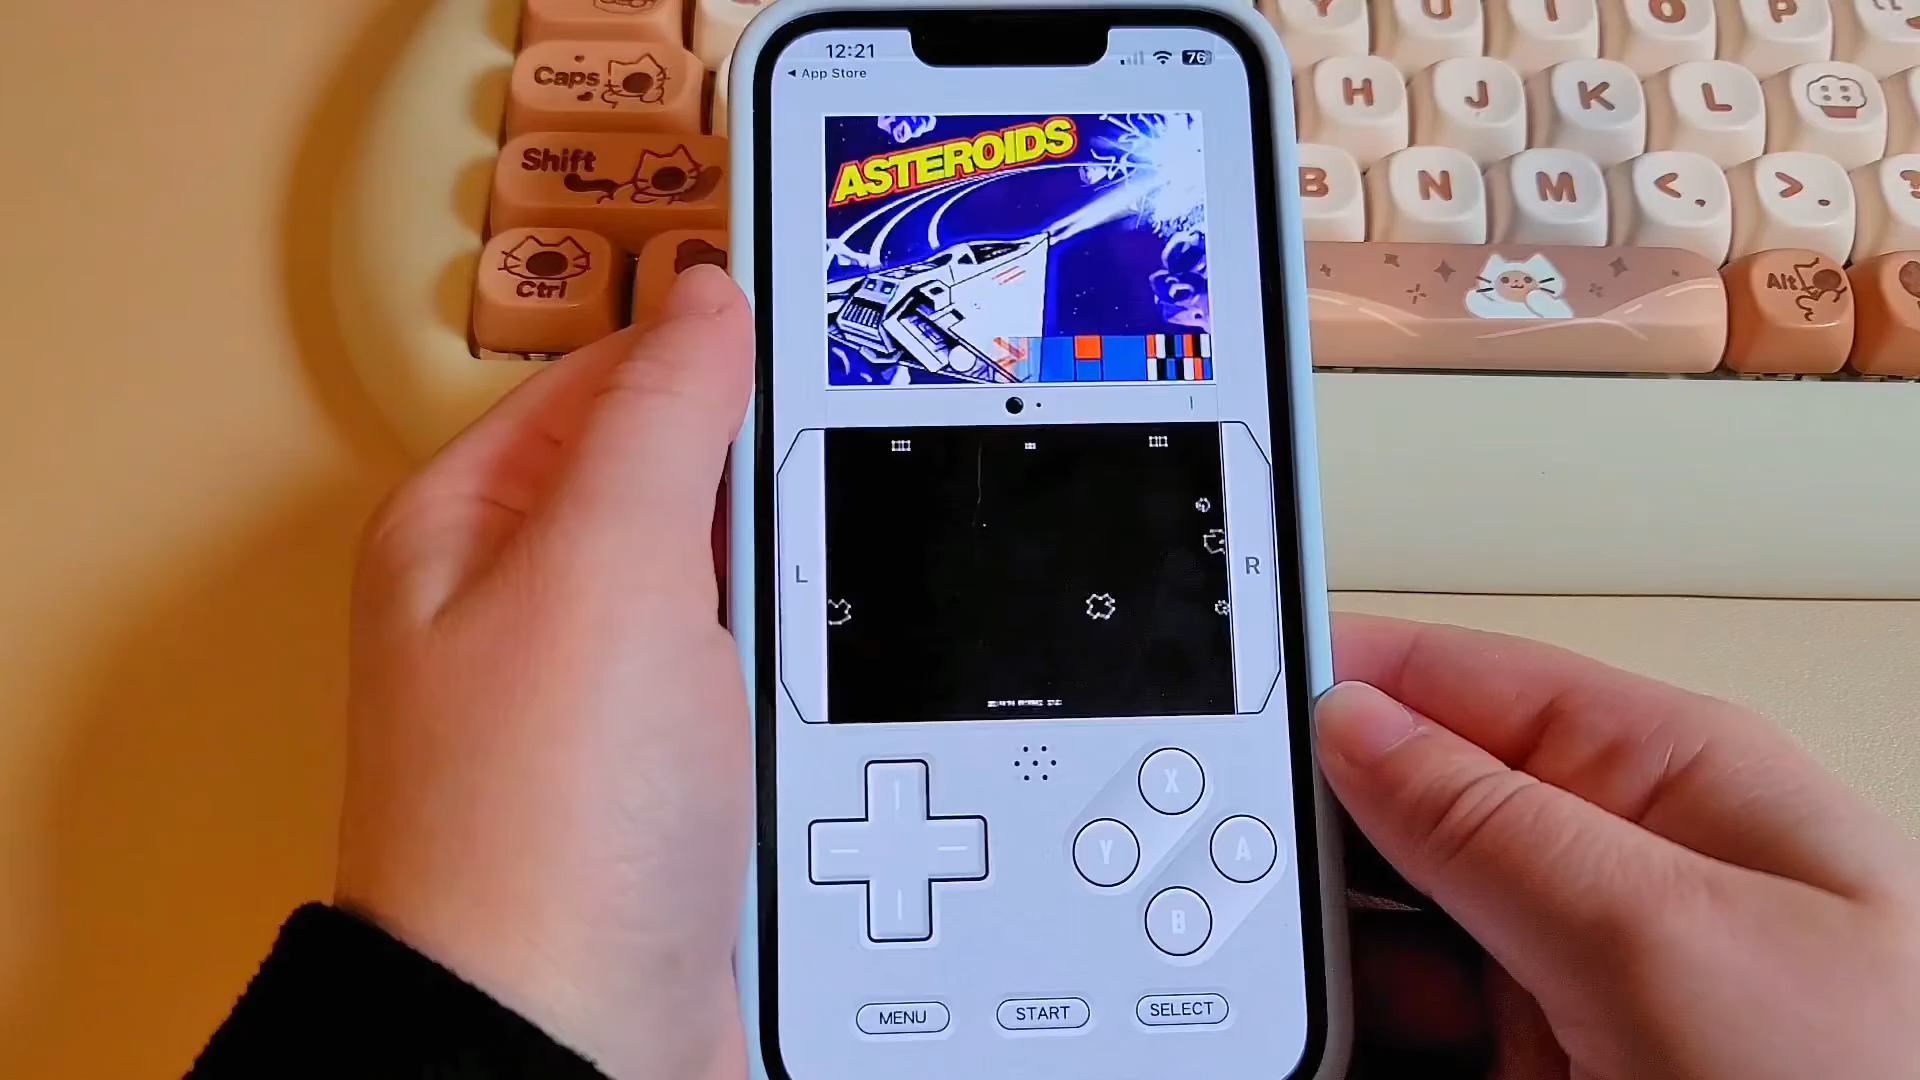 Y U I O P
12:21 76
App Store
Caps
H J K L
ASTEROIDS
Shift
B N M < , > . ?
Ctrl
Alt
L
R
X
Y
A
B
MENU START SELECT